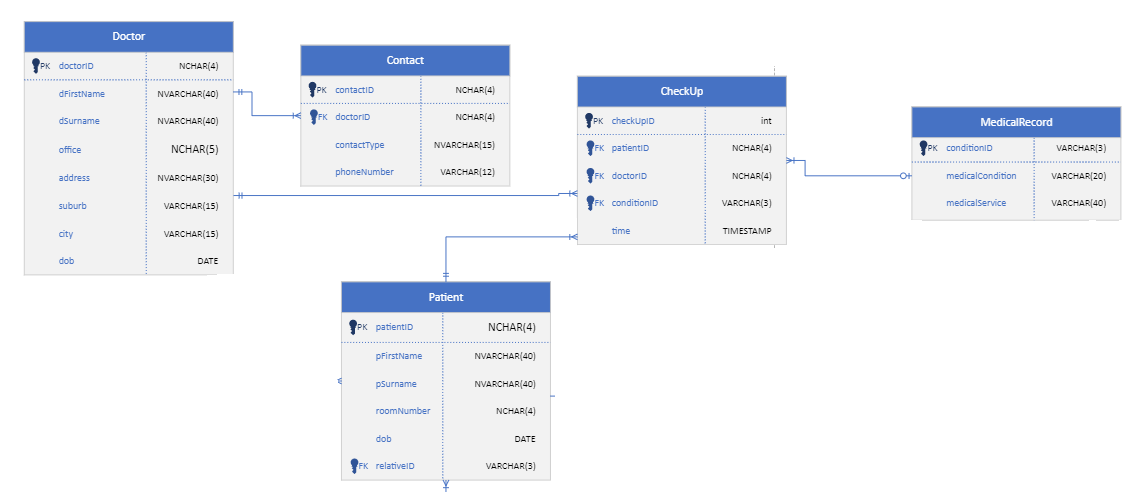 Doctor
PK doctorID NCHAR(4)
dFirstName NVARCHAR(40)
dSurname NVARCHAR(40)
office NCHAR(5)
address NVARCHAR(30)
suburb VARCHAR(15)
city VARCHAR(15)
dob DATE
Contact
PK contactID NCHAR(4)
FK doctorID NCHAR(4)
contactType NVARCHAR(15)
phoneNumber VARCHAR(12)
CheckUp
PK checkUpID int
FK patientID NCHAR(4)
FK doctorID NCHAR(4)
FK conditionID VARCHAR(3)
time TIMESTAMP
MedicalRecord
PK conditionID VARCHAR(3)
medicalCondition VARCHAR(20)
medicalService VARCHAR(40)
Patient
PK patientID NCHAR(4)
pFirstName NVARCHAR(40)
pSurname NVARCHAR(40)
roomNumber NCHAR(4)
dob DATE
FK relativeID VARCHAR(3)